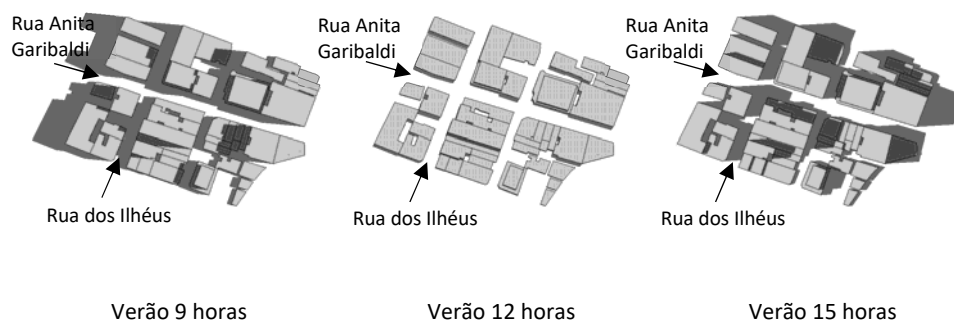 Rua Anita
Garibaldi
Rua dos Ilhéus
Verão 9 horas
Rua Anita
Garibaldi
Rua dos Ilhéus
Verão 12 horas
Rua Anita
Garibaldi
Rua dos Ilhéus
Verão 15 horas